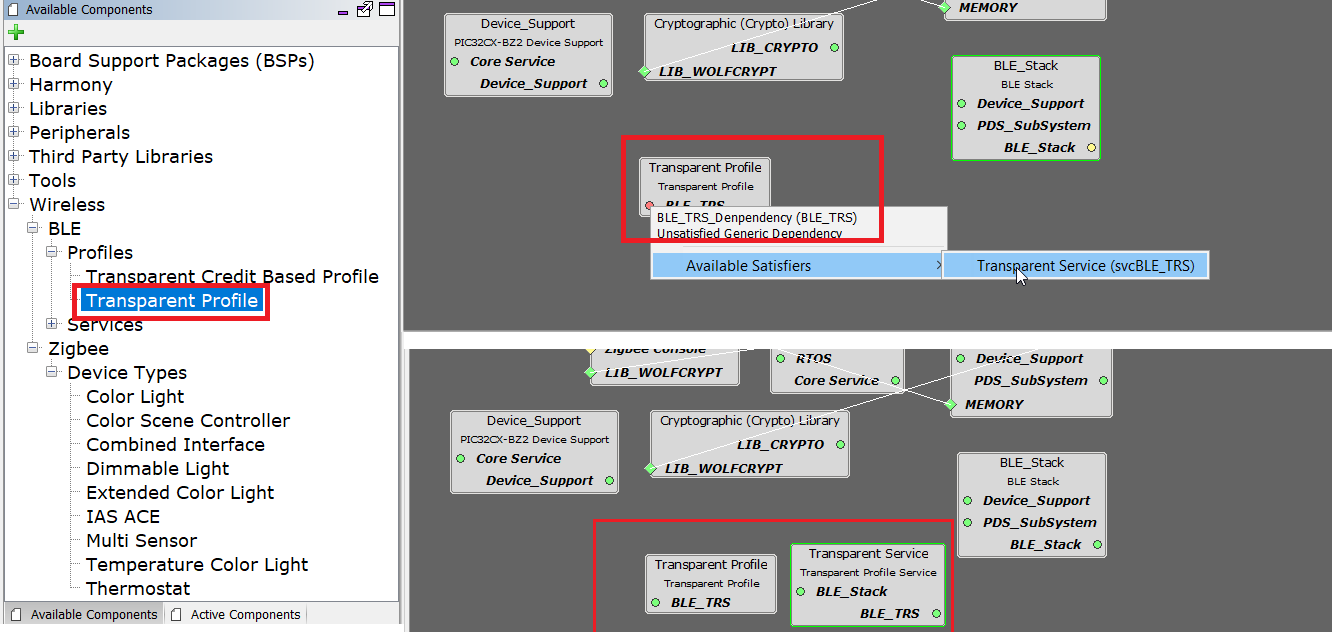 Available Components
Board Support Packages (BSPs)
Harmony
Libraries
Peripherals
Third Party Libraries
Tools
Wireless
BLE
Profiles
Transparent Credit Based Profile
Transparent Profile
Services
Zigbee
Device Types
Color Light
Color Scene Controller
Combined Interface
Dimmable Light
Extended Color Light
IAS ACE
Multi Sensor
Temperature Color Light
Thermostat
Available Components
Active Components
Device_Support
PIC32CX-BZ2 Device Support
Core Service
Device_Support
Cryptographic (Crypto) Library
LIB_CRYPTO
LIB_WOLFCRYPT
MEMORY
BLE_Stack
BLE Stack
Device_Support
PDS_SubSystem
BLE_Stack
Transparent Profile
Transparent Profile
BLE_TRS
BLE_TRS_Denpendency (BLE_TRS)
Unsatisfied Generic Dependency
Available Satisfiers
Transparent Service (svcBLE_TRS)
Zigbee Console
LIB_WOLFCRYPT
RTOS
Core Service
Device_Support
PDS_SubSystem
MEMORY
Device_Support
PIC32CX-BZ2 Device Support
Core Service
Device_Support
Cryptographic (Crypto) Library
LIB_CRYPTO
LIB_WOLFCRYPT
BLE_Stack
BLE Stack
Device_Support
PDS_SubSystem
BLE_Stack
Transparent Profile
Transparent Profile
BLE_TRS
Transparent Service
Transparent Profile Service
BLE_Stack
BLE_TRS